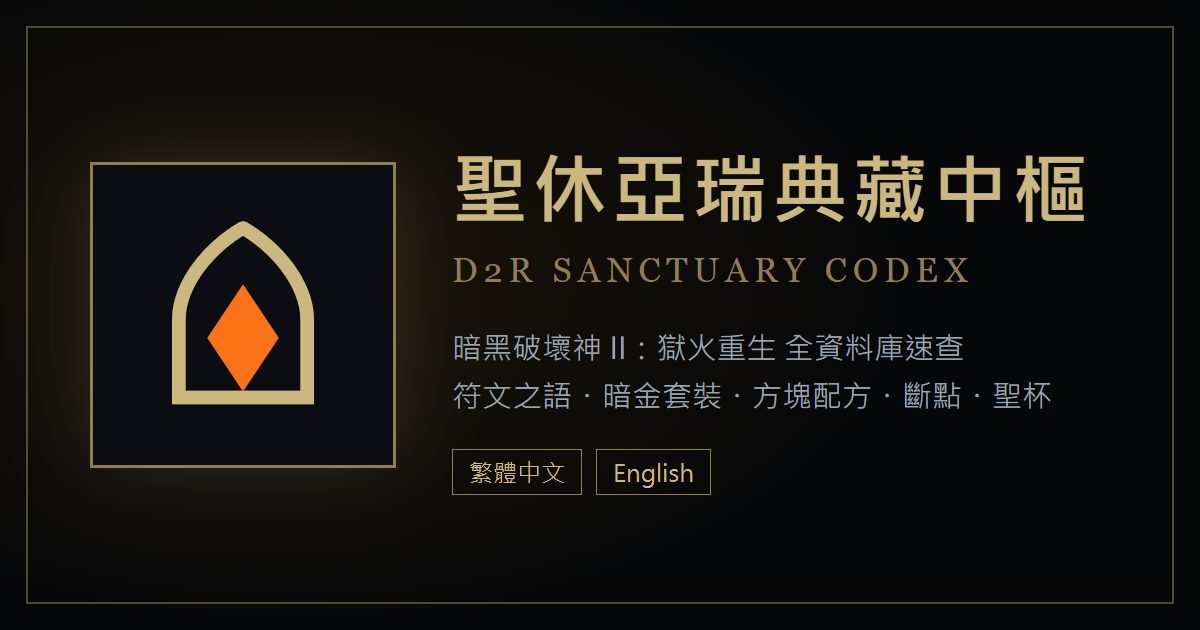 聖休亞瑞典藏中樞
D2R SANCTUARY CODEX
暗黑破壞神 II：獄火重生 全資料庫速查
符文之語 · 暗金套裝 · 方塊配方 · 斷點 · 聖杯
繁體中文
English